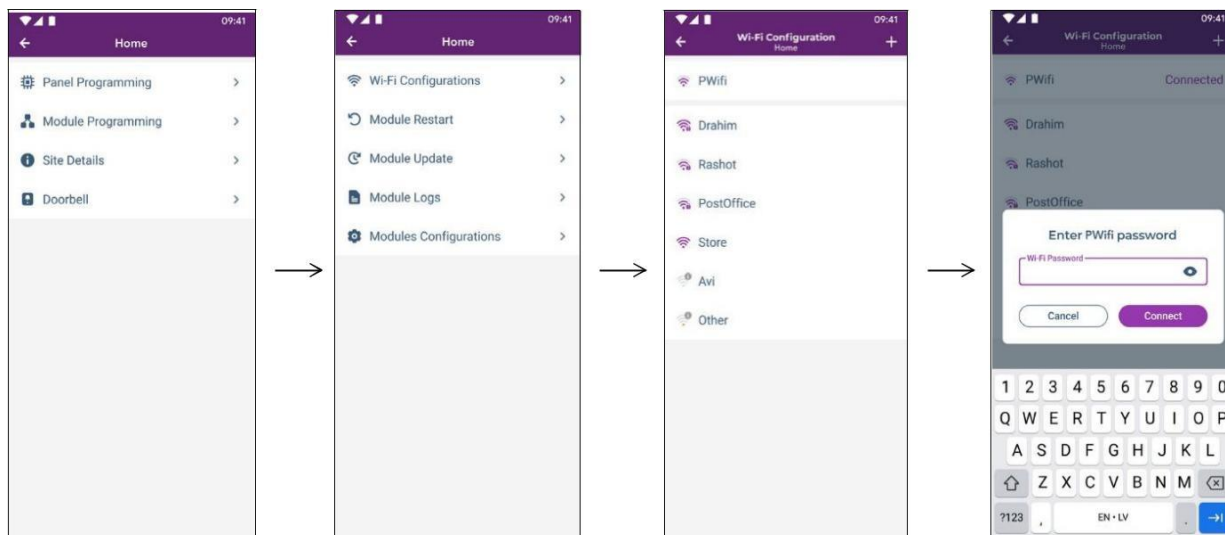 09:41
Home
Panel Programming
Module Programming
Site Details
Doorbell
09:41
Home
Wi-Fi Configurations
Module Restart
Module Update
Module Logs
Modules Configurations
09:41
Wi-Fi Configuration
Home
PWifi
Drahim
Rashot
PostOffice
Store
Avi
Other
09:41
Wi-Fi Configuration
Home
PWifi Connected
Drahim
Rashot
PostOffice
Enter PWifi password
Wi-Fi Password
Cancel Connect
1 2 3 4 5 6 7 8 9 0
Q W E R T Y U I O P
A S D F G H J K L
Z X C V B N M
?123 , EN • LV .